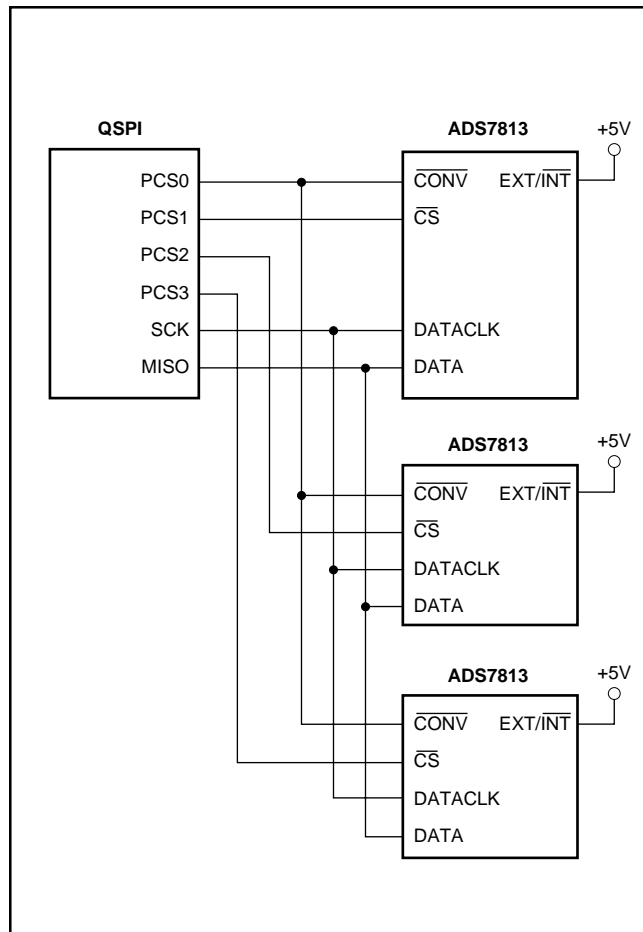 QSPI
PCS0
PCS1
PCS2
PCS3
SCK
MISO
ADS7813
+5V
CONV EXT/INT
CS
DATACLK
DATA
ADS7813
+5V
CONV EXT/INT
CS
DATACLK
DATA
ADS7813
+5V
CONV EXT/INT
CS
DATACLK
DATA